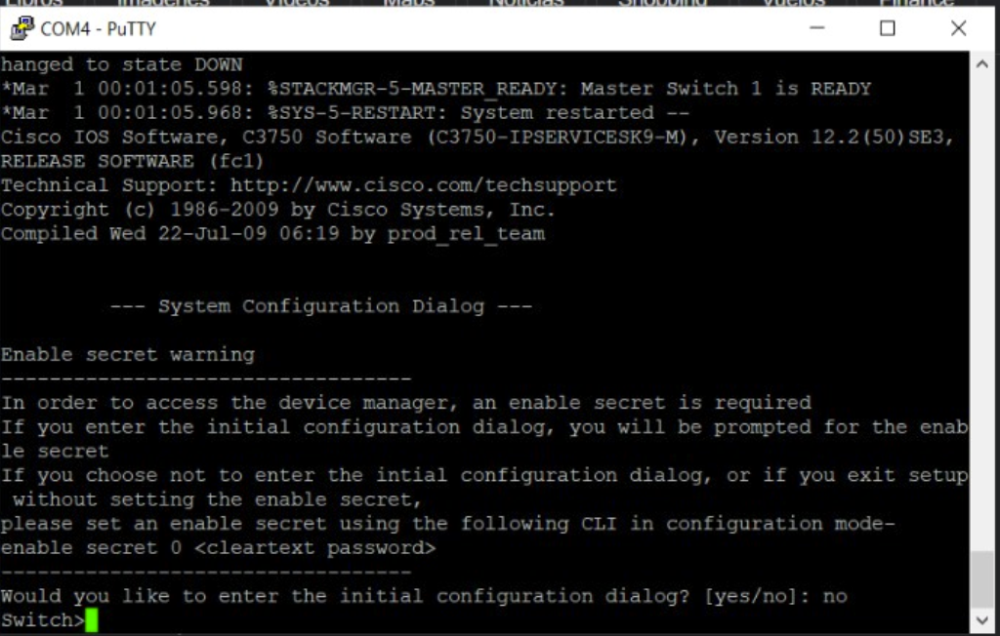 Libros Imágenes Videos Maps Noticias Shopping Vuelos Finance
COM4 - PuTTY
hanged to state DOWN
*Mar  1 00:01:05.598: %STACKMGR-5-MASTER_READY: Master Switch 1 is READY
*Mar  1 00:01:05.968: %SYS-5-RESTART: System restarted --
Cisco IOS Software, C3750 Software (C3750-IPSERVICESK9-M), Version 12.2(50)SE3,
RELEASE SOFTWARE (fc1)
Technical Support: http://www.cisco.com/techsupport
Copyright (c) 1986-2009 by Cisco Systems, Inc.
Compiled Wed 22-Jul-09 06:19 by prod_rel_team
--- System Configuration Dialog ---
Enable secret warning
----------------------------------
In order to access the device manager, an enable secret is required
If you enter the initial configuration dialog, you will be prompted for the enab
le secret
If you choose not to enter the intial configuration dialog, or if you exit setup
 without setting the enable secret,
please set an enable secret using the following CLI in configuration mode-
enable secret 0 <cleartext password>
----------------------------------
Would you like to enter the initial configuration dialog? [yes/no]: no
Switch>